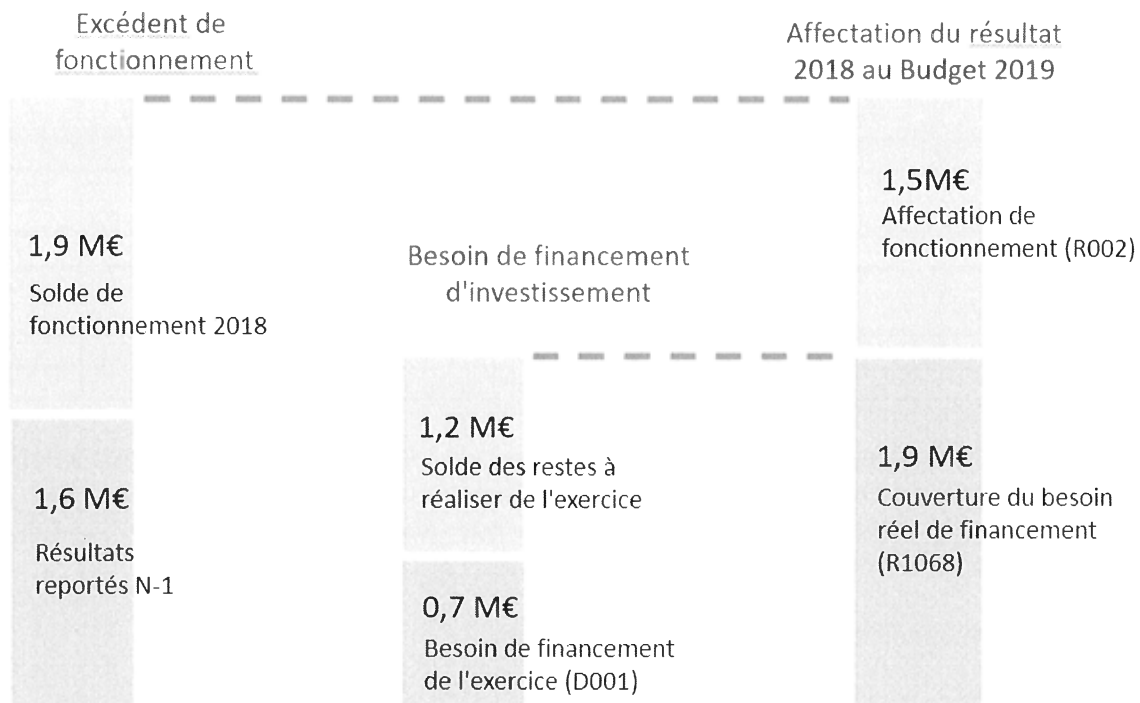 Excédent de
fonctionnement
Affectation du résultat
2018 au Budget 2019
1,9 M€
Solde de
fonctionnement 2018
1,6 M€
Résultats
reportés N-1
Besoin de financement
d'investissement
1,2 M€
Solde des restes à
réaliser de l'exercice
0,7 M€
Besoin de financement
de l'exercice (D001)
1,5M€
Affectation de
fonctionnement (R002)
1,9 M€
Couverture du besoin
réel de financement
(R1068)